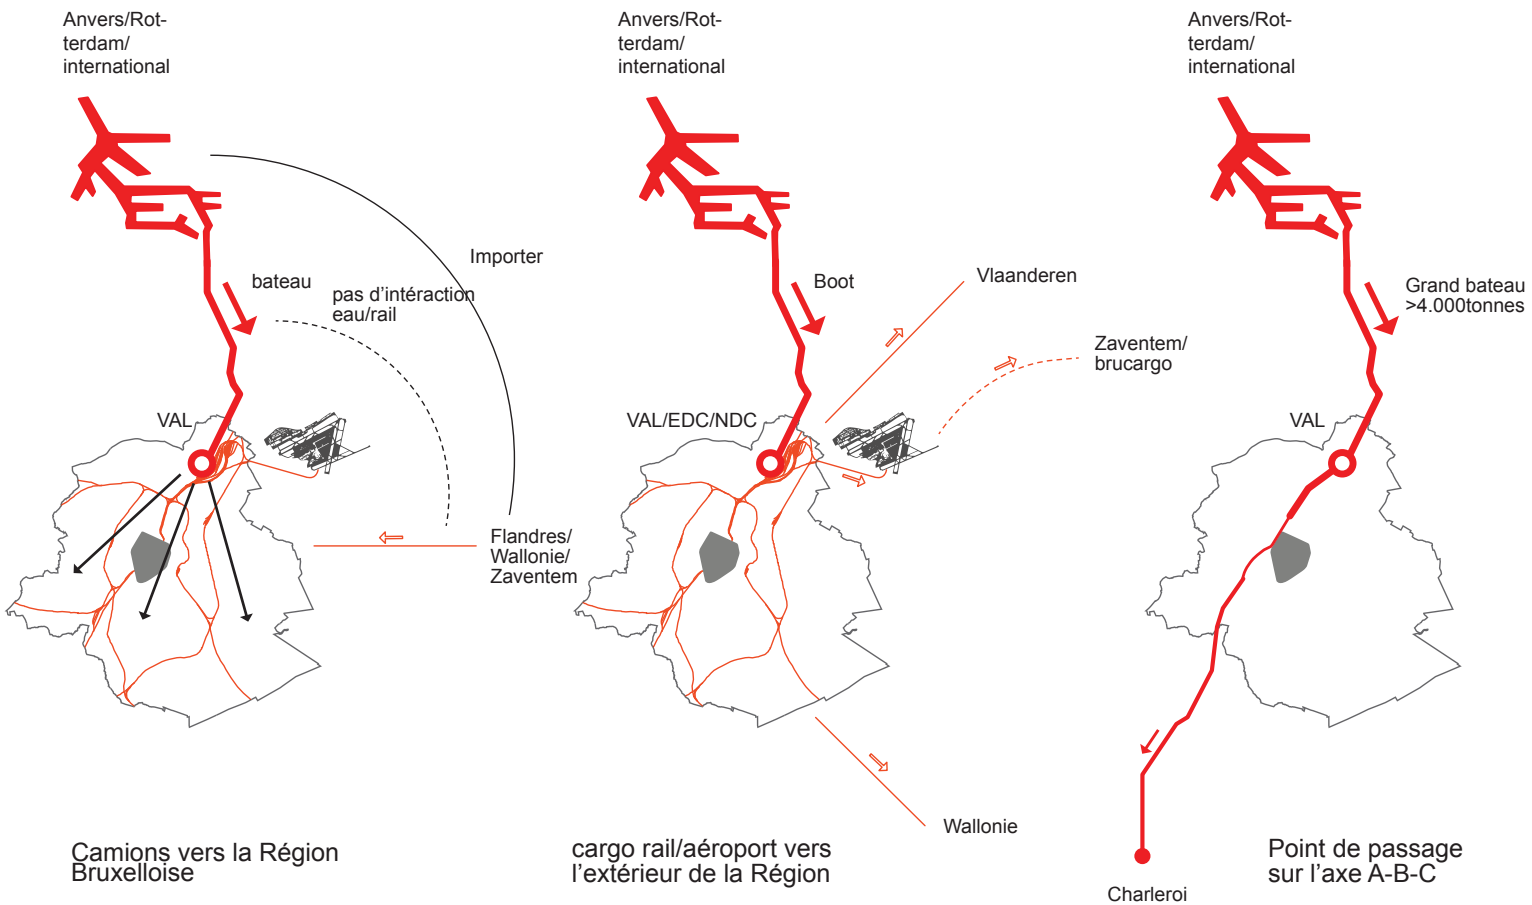 Anvers/Rot-
terdam/
international
Importer
bateau
pas d'intéraction
eau/rail
VAL
Flandres/
Wallonie/
Zaventem
Camions vers la Région
Bruxelloise
Anvers/Rot-
terdam/
international
Boot
Vlaanderen
Zaventem/
brucargo
VAL/EDC/NDC
Wallonie
cargo rail/aéroport vers
l'extérieur de la Région
Anvers/Rot-
terdam/
international
Grand bateau
>4.000tonnes
VAL
Charleroi
Point de passage
sur l'axe A-B-C